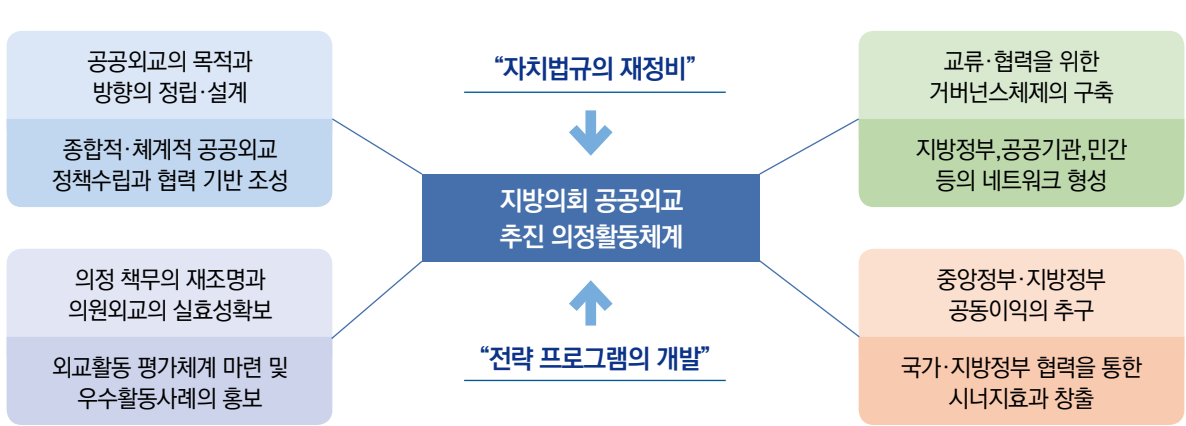 공공외교의 목적과
방향의 정립·설계
종합적·체계적 공공외교
정책수립과 협력 기반 조성
의정 책무의 재조명과
의원외교의 실효성확보
외교활동 평가체계 마련 및
우수활동사례의 홍보
“자치법규의 재정비”
지방의회 공공외교
추진 의정활동체계
“전략 프로그램의 개발”
교류·협력을 위한
거버넌스체제의 구축
지방정부,공공기관,민간
등의 네트워크 형성
중앙정부·지방정부
공동이익의 추구
국가·지방정부 협력을 통한
시너지효과 창출